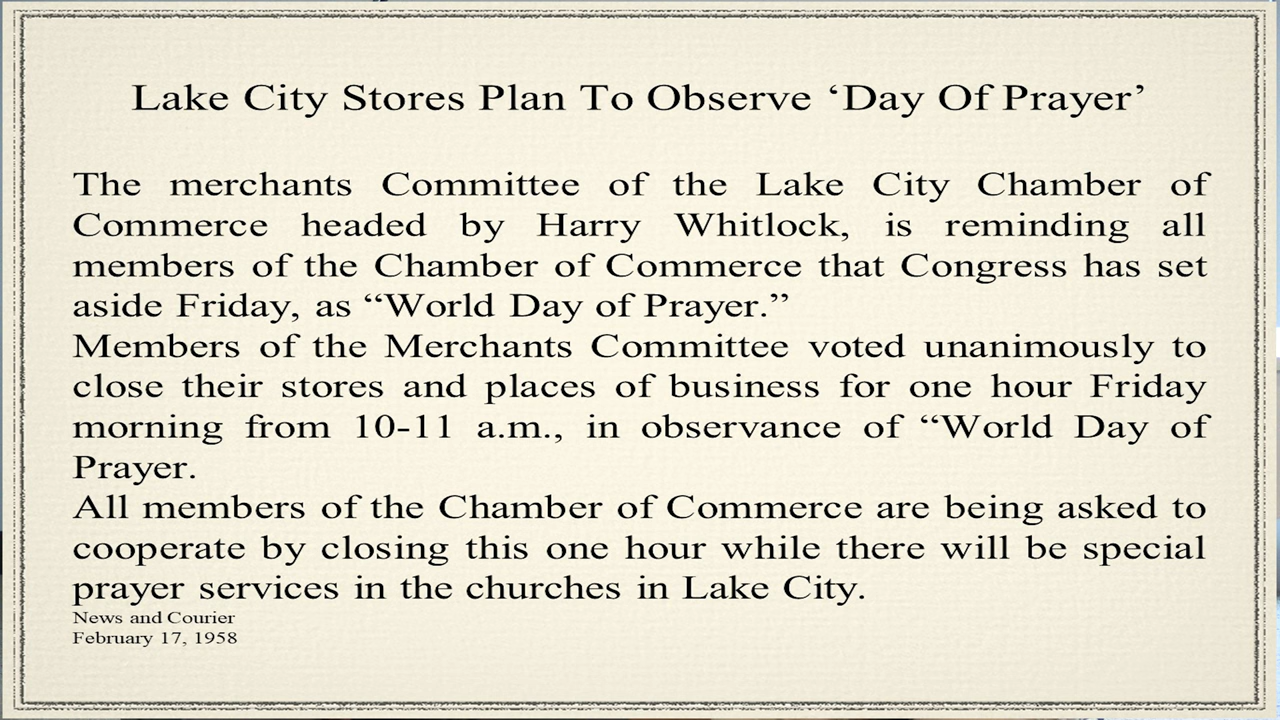 Lake City Stores Plan To Observe ‘Day Of Prayer’
The merchants Committee of the Lake City Chamber of
Commerce headed by Harry Whitlock, is reminding all
members of the Chamber of Commerce that Congress has set
aside Friday, as “World Day of Prayer.”
Members of the Merchants Committee voted unanimously to
close their stores and places of business for one hour Friday
morning from 10-11 a.m., in observance of “World Day of
Prayer.
All members of the Chamber of Commerce are being asked to
cooperate by closing this one hour while there will be special
prayer services in the churches in Lake City.
News and Courier
February 17, 1958